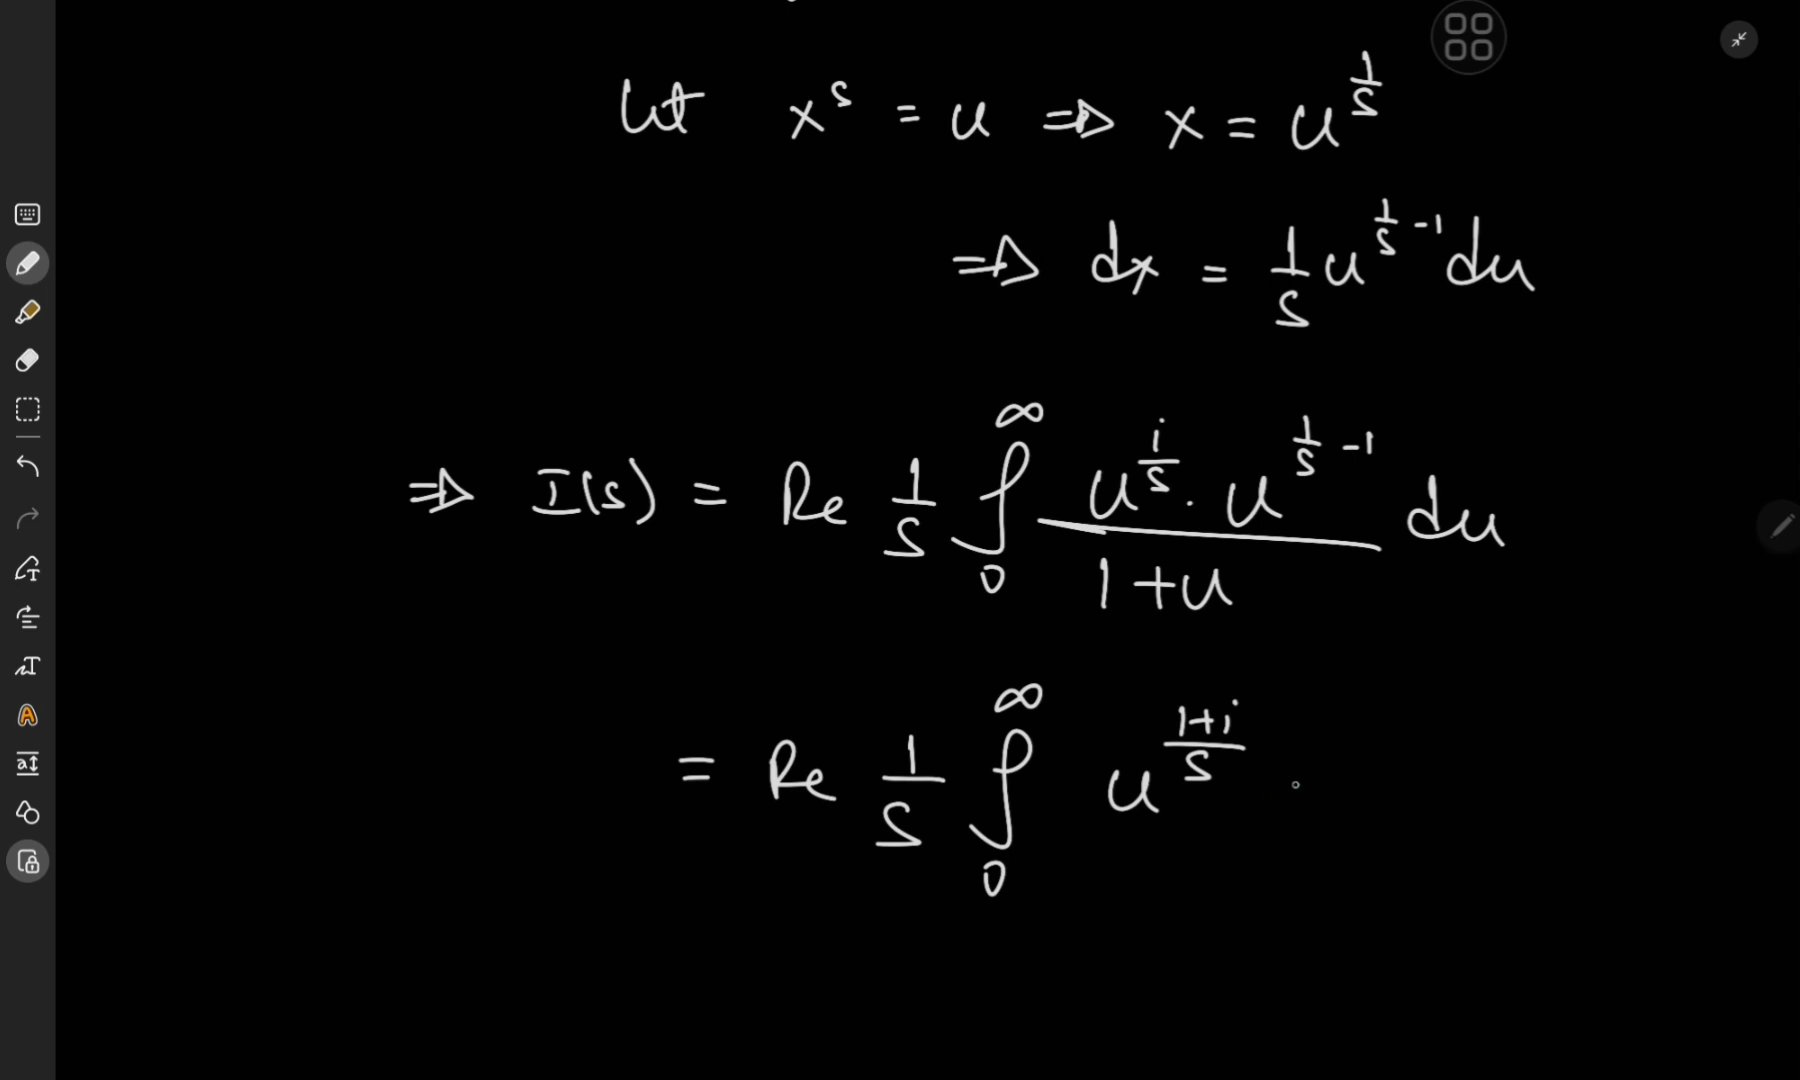 let x^s = u ⇒ x = u^{1/s}
⇒ dx = 1/s u^{1/s - 1} du
⇒ I(s) = Re 1/s ∫_0^∞ (u^{i/s} · u^{1/s - 1})/(1+u) du
= Re 1/s ∫_0^∞ u^{(1+i)/s}